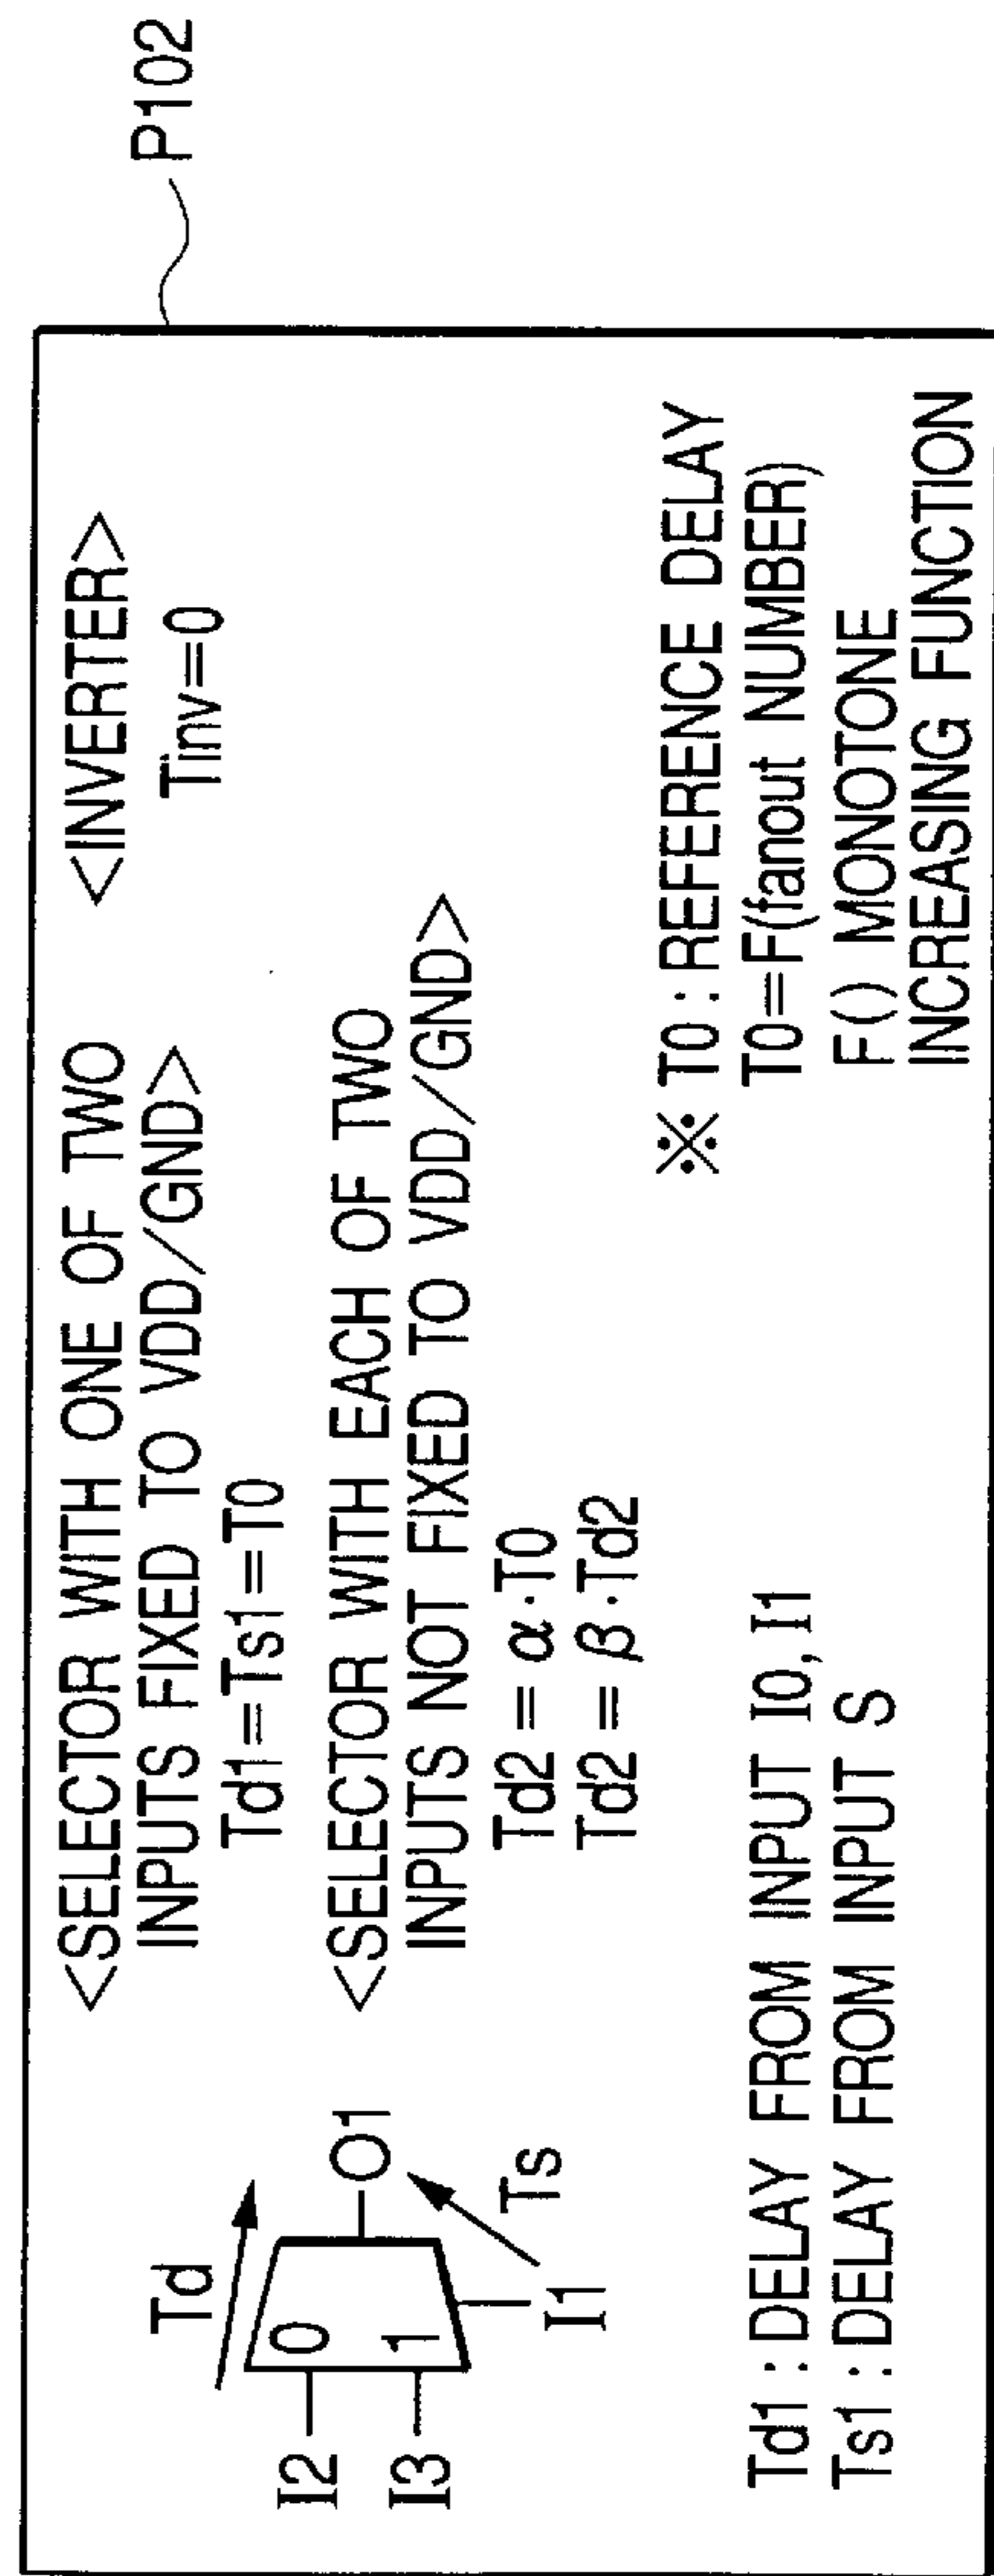 P102
<SELECTOR WITH ONE OF TWO
INPUTS FIXED TO VDD/GND>
Td1=Ts1=T0
<INVERTER>
Tinv=0
<SELECTOR WITH EACH OF TWO
INPUTS NOT FIXED TO VDD/GND>
Td2 = α·T0
Td2 = β·Td2
Td
0
1
I2
I3
O1
I1
Ts
Td1 : DELAY FROM INPUT I0, I1
Ts1 : DELAY FROM INPUT S
※ T0 : REFERENCE DELAY
T0=F(fanout NUMBER)
F() MONOTONE
INCREASING FUNCTION